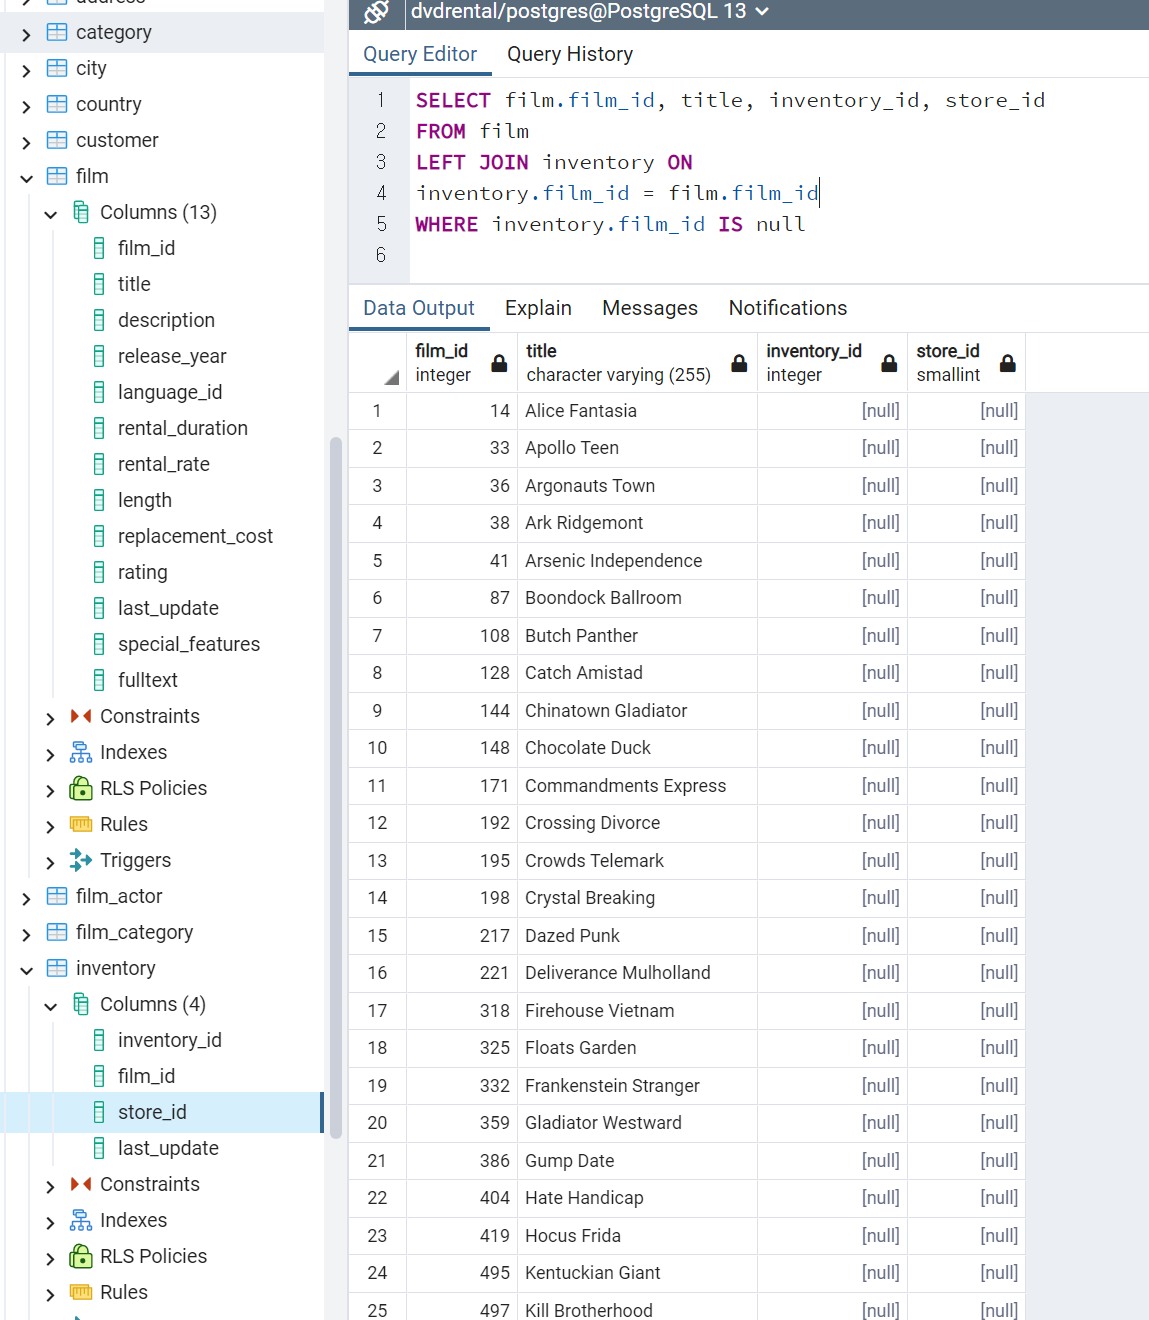 address
category
city
country
customer
film
Columns (13)
film_id
title
description
release_year
language_id
rental_duration
rental_rate
length
replacement_cost
rating
last_update
special_features
fulltext
Constraints
Indexes
RLS Policies
Rules
Triggers
film_actor
film_category
inventory
Columns (4)
inventory_id
film_id
store_id
last_update
Constraints
Indexes
RLS Policies
Rules
dvdrental/postgres@PostgreSQL 13
Query Editor Query History
1 SELECT film.film_id, title, inventory_id, store_id
2 FROM film
3 LEFT JOIN inventory ON
4 inventory.film_id = film.film_id
5 WHERE inventory.film_id IS null
6
Data Output Explain Messages Notifications
film_id title inventory_id store_id
integer character varying (255) integer smallint
1 14 Alice Fantasia [null] [null]
2 33 Apollo Teen [null] [null]
3 36 Argonauts Town [null] [null]
4 38 Ark Ridgemont [null] [null]
5 41 Arsenic Independence [null] [null]
6 87 Boondock Ballroom [null] [null]
7 108 Butch Panther [null] [null]
8 128 Catch Amistad [null] [null]
9 144 Chinatown Gladiator [null] [null]
10 148 Chocolate Duck [null] [null]
11 171 Commandments Express [null] [null]
12 192 Crossing Divorce [null] [null]
13 195 Crowds Telemark [null] [null]
14 198 Crystal Breaking [null] [null]
15 217 Dazed Punk [null] [null]
16 221 Deliverance Mulholland [null] [null]
17 318 Firehouse Vietnam [null] [null]
18 325 Floats Garden [null] [null]
19 332 Frankenstein Stranger [null] [null]
20 359 Gladiator Westward [null] [null]
21 386 Gump Date [null] [null]
22 404 Hate Handicap [null] [null]
23 419 Hocus Frida [null] [null]
24 495 Kentuckian Giant [null] [null]
25 497 Kill Brotherhood [null] [null]